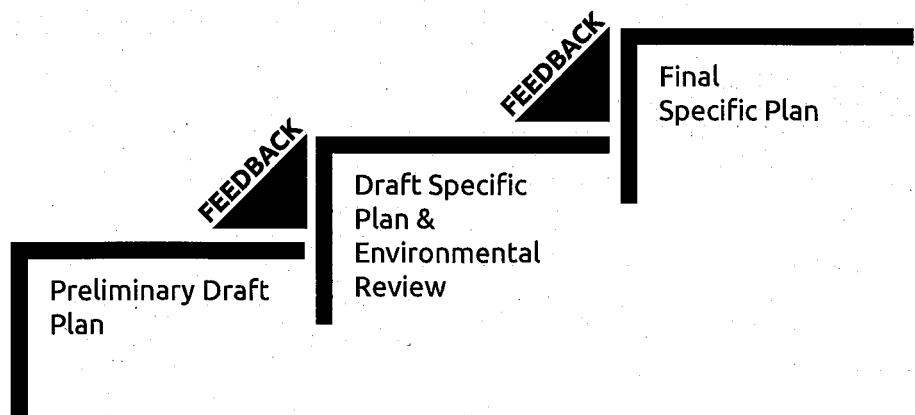 Preliminary Draft
Plan
FEEDBACK
Draft Specific
Plan &
Environmental
Review
FEEDBACK
Final
Specific Plan